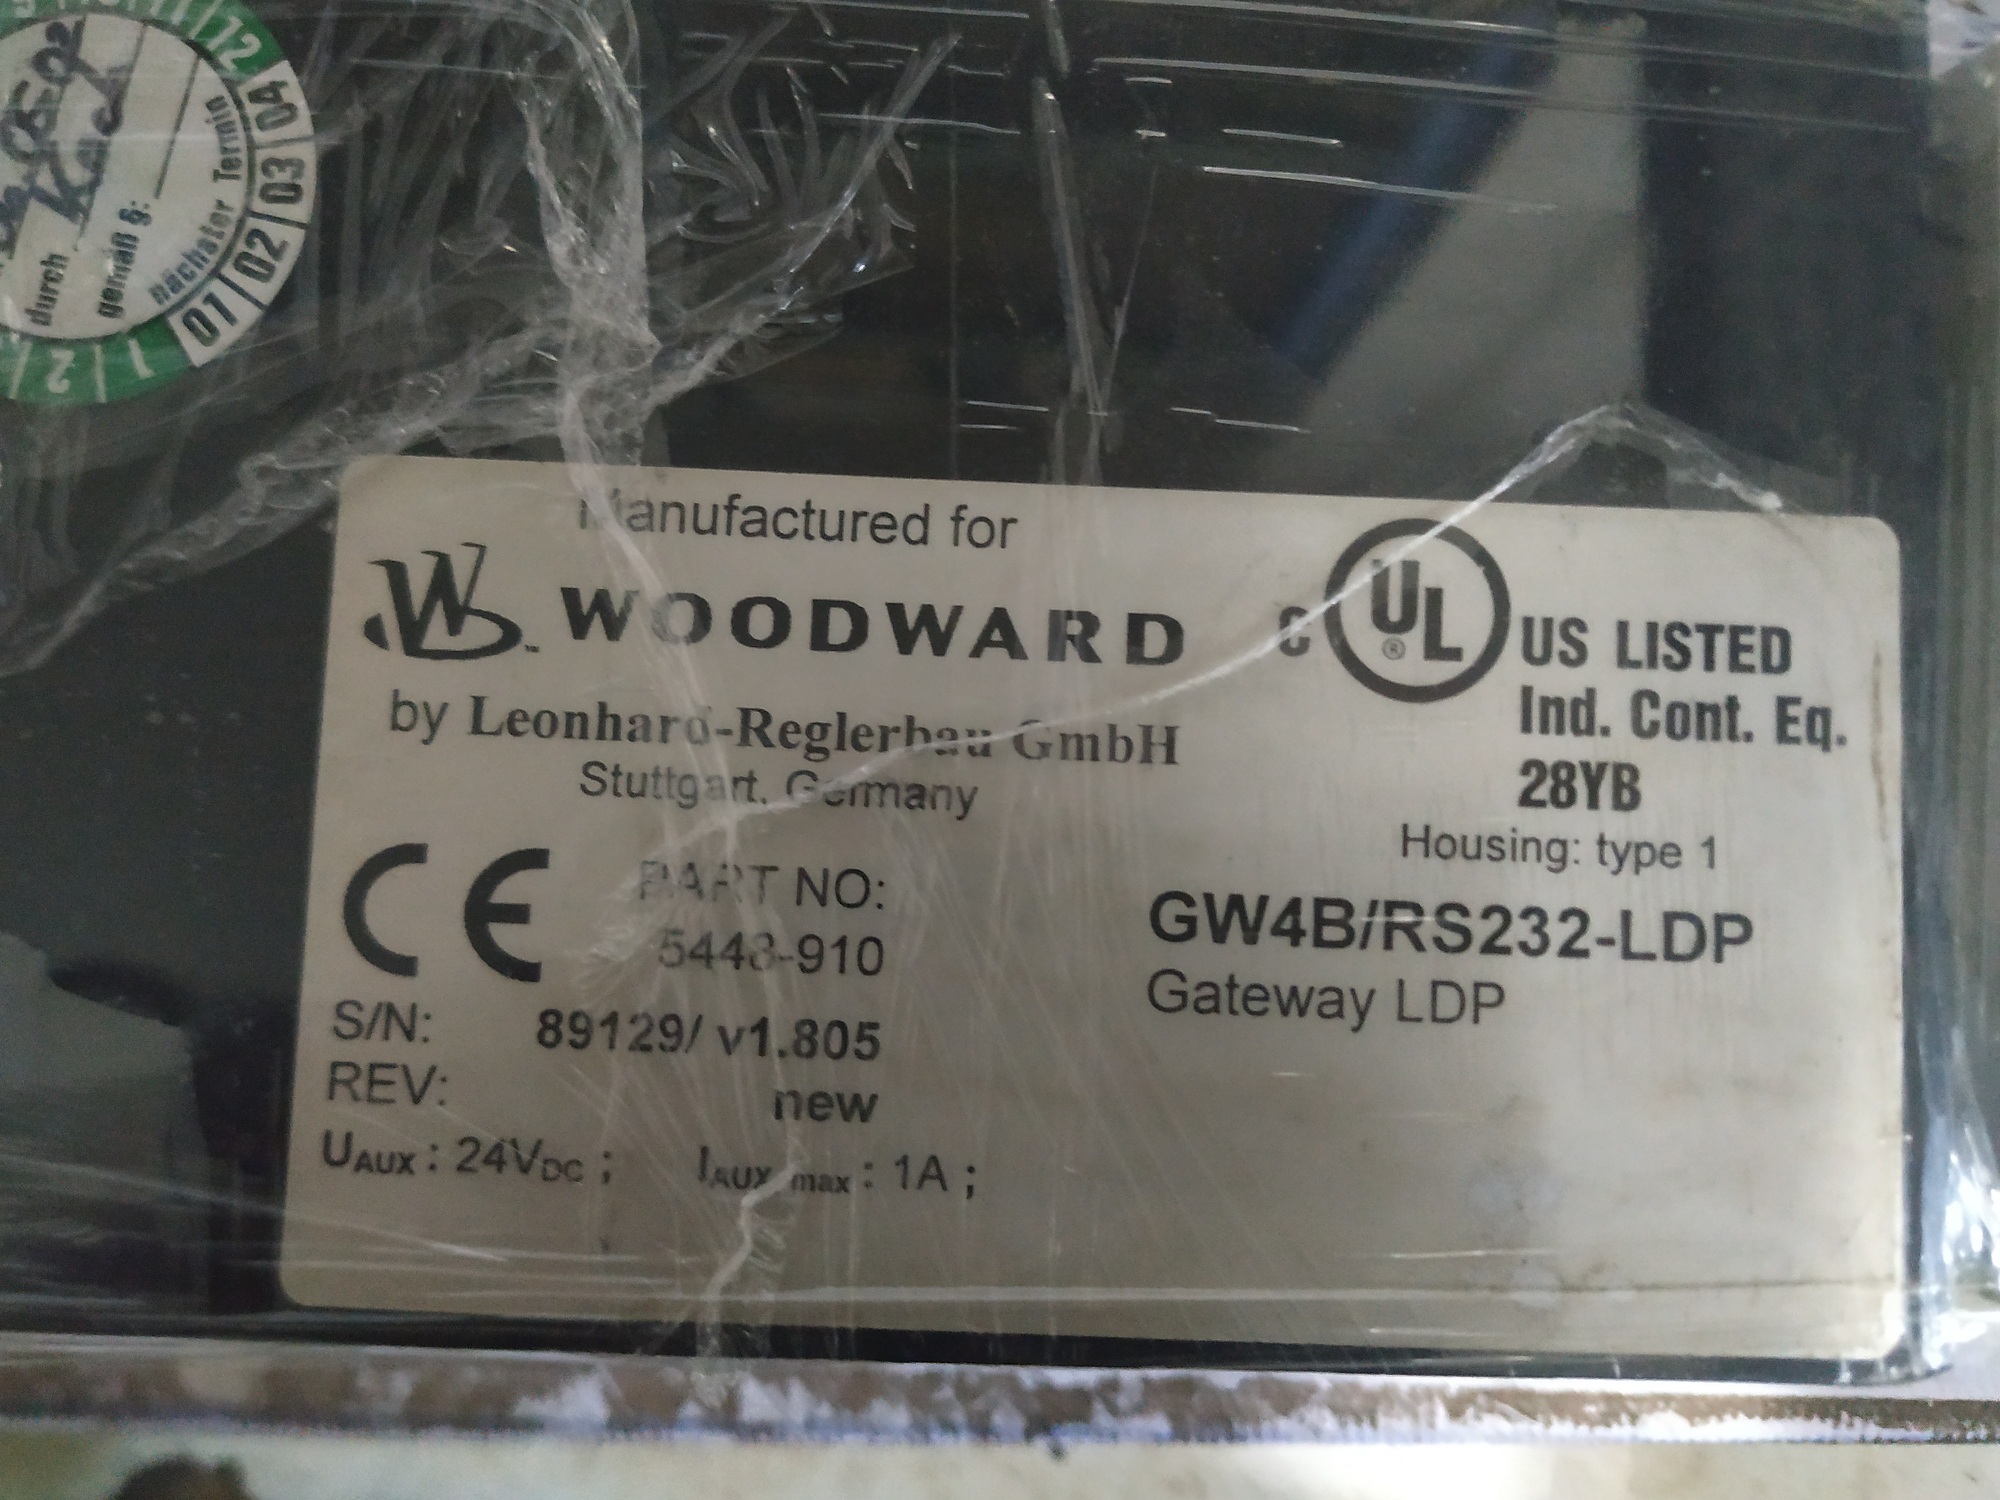 12
04
03
02
01
1
2
nächster Termin
durch
gemäß §:
Manufactured for
WOODWARD
by Leonhard-Reglerbau GmbH
Stuttgart, Germany
C UL ® US LISTED
Ind. Cont. Eq.
28YB
Housing: type 1
CE
PART NO:
5448-910
GW4B/RS232-LDP
Gateway LDP
S/N: 89129/ v1.805
REV: new
UAUX : 24VDC ; IAUX max : 1A ;